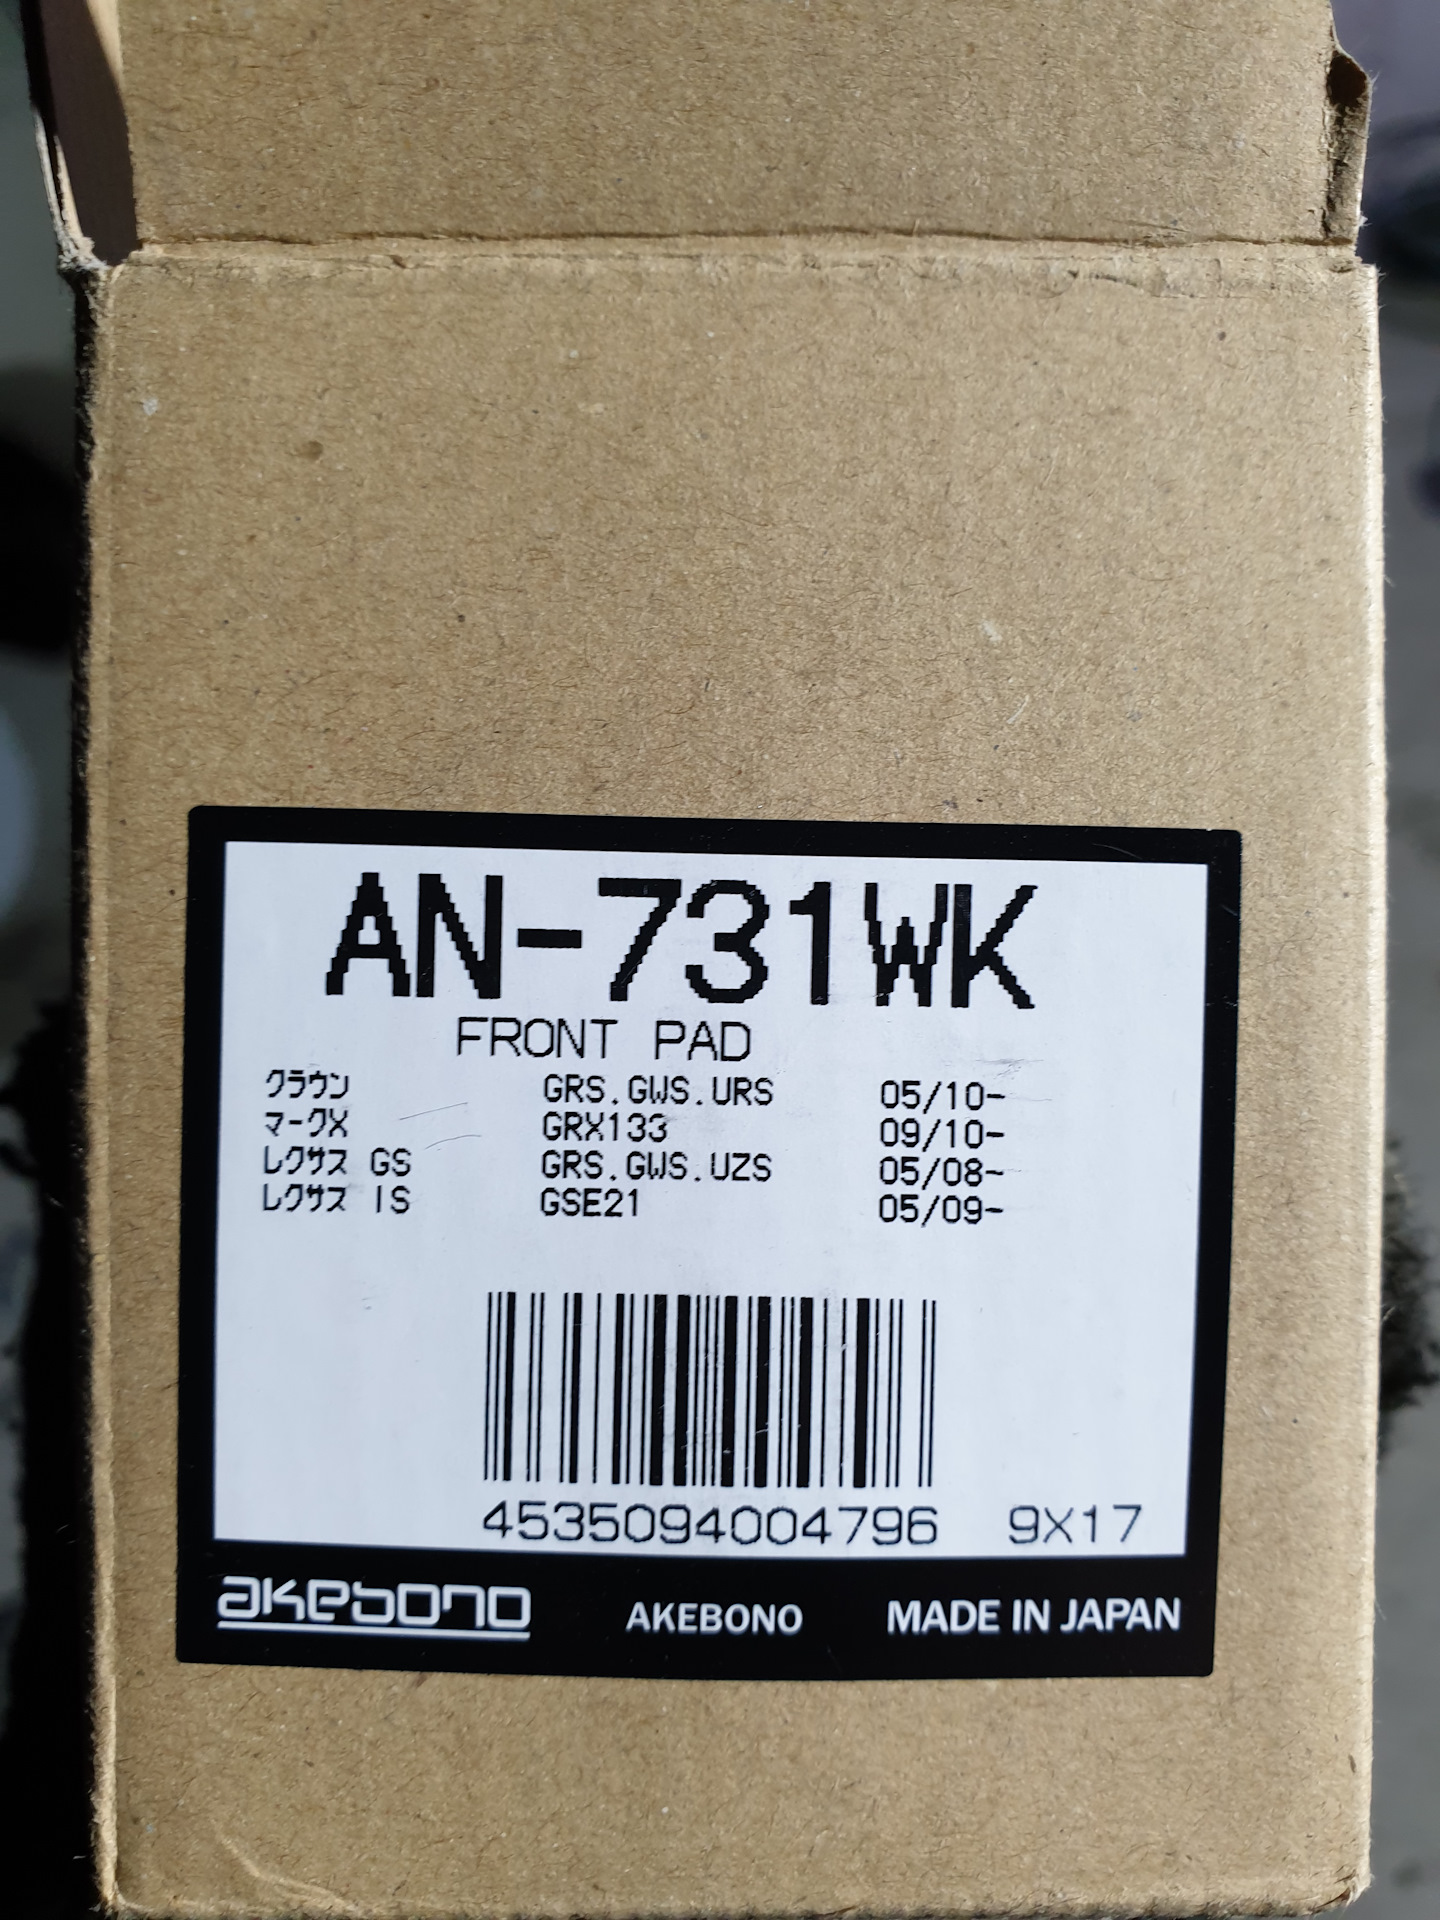 AN-731WK
FRONT PAD
クラウン GRS.GWS.URS 05/10-
マークX GRX133 09/10-
レクサス GS GRS.GWS.UZS 05/08-
レクサス IS GSE21 05/09-
4535094004796 9X17
akebono AKEBONO MADE IN JAPAN